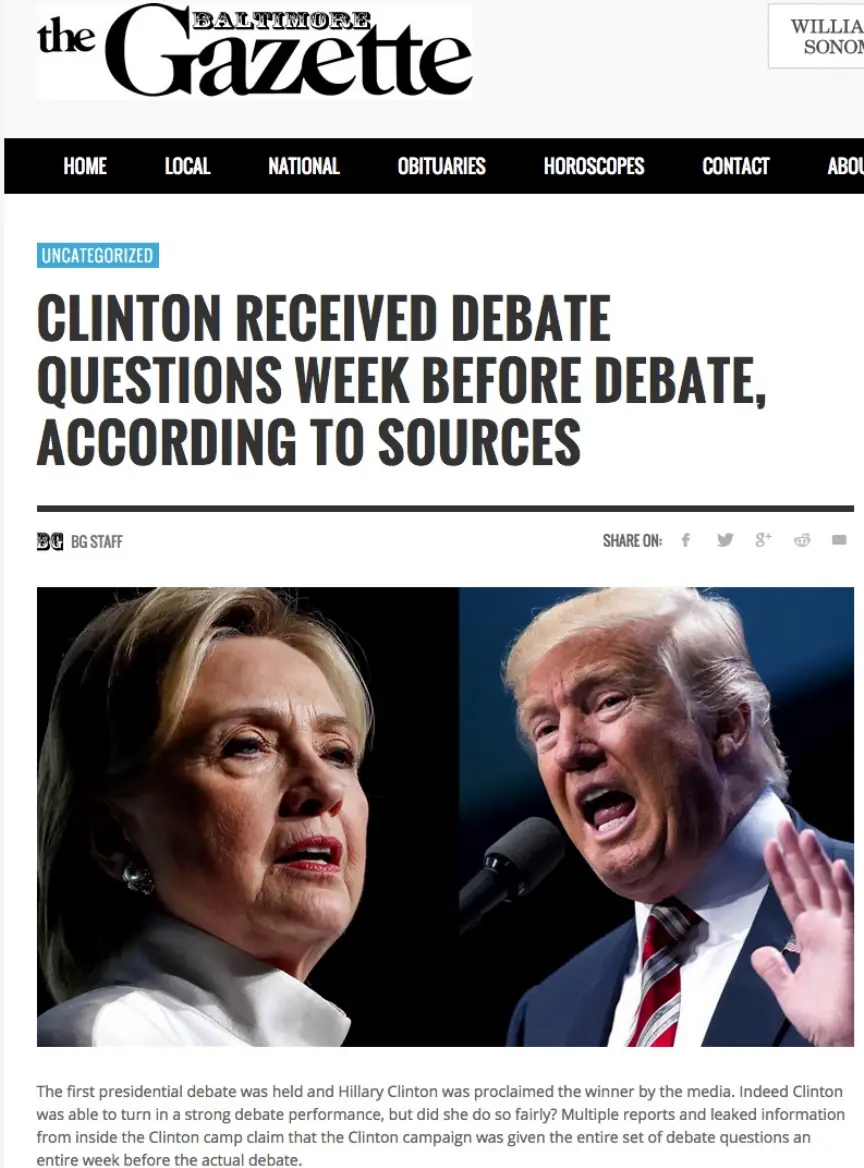 the BALTIMORE Gazette
WILLIA
SONOM
HOME LOCAL NATIONAL OBITUARIES HOROSCOPES CONTACT ABOU
UNCATEGORIZED
CLINTON RECEIVED DEBATE
QUESTIONS WEEK BEFORE DEBATE,
ACCORDING TO SOURCES
BG BG STAFF SHARE ON: f g+
The first presidential debate was held and Hillary Clinton was proclaimed the winner by the media. Indeed Clinton
was able to turn in a strong debate performance, but did she do so fairly? Multiple reports and leaked information
from inside the Clinton camp claim that the Clinton campaign was given the entire set of debate questions an
entire week before the actual debate.